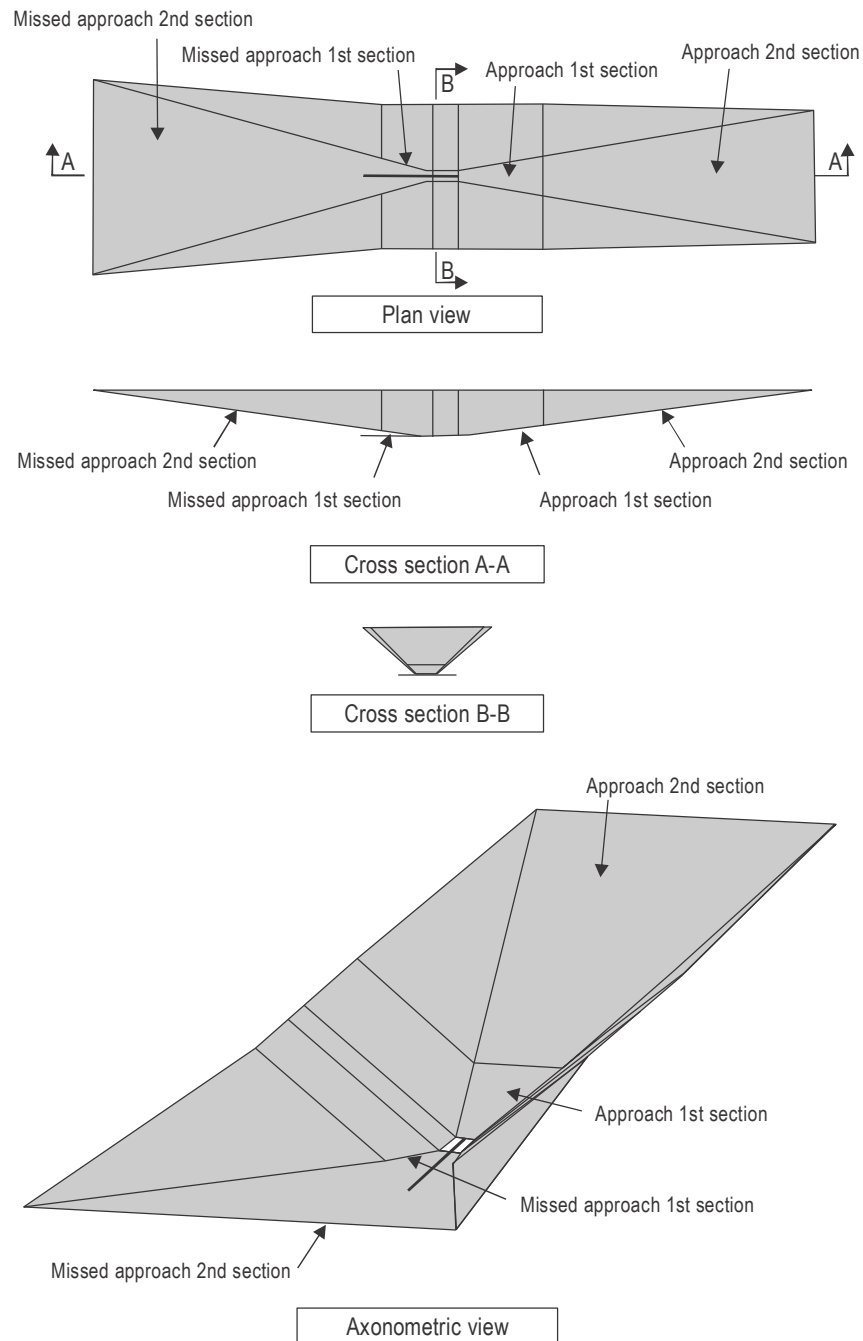 Missed approach 2nd section
Missed approach 1st section
B
Approach 1st section
Approach 2nd section
A
A
B
Plan view
Missed approach 2nd section
Missed approach 1st section
Approach 1st section
Approach 2nd section
Cross section A-A
Cross section B-B
Approach 2nd section
Approach 1st section
Missed approach 1st section
Missed approach 2nd section
Axonometric view